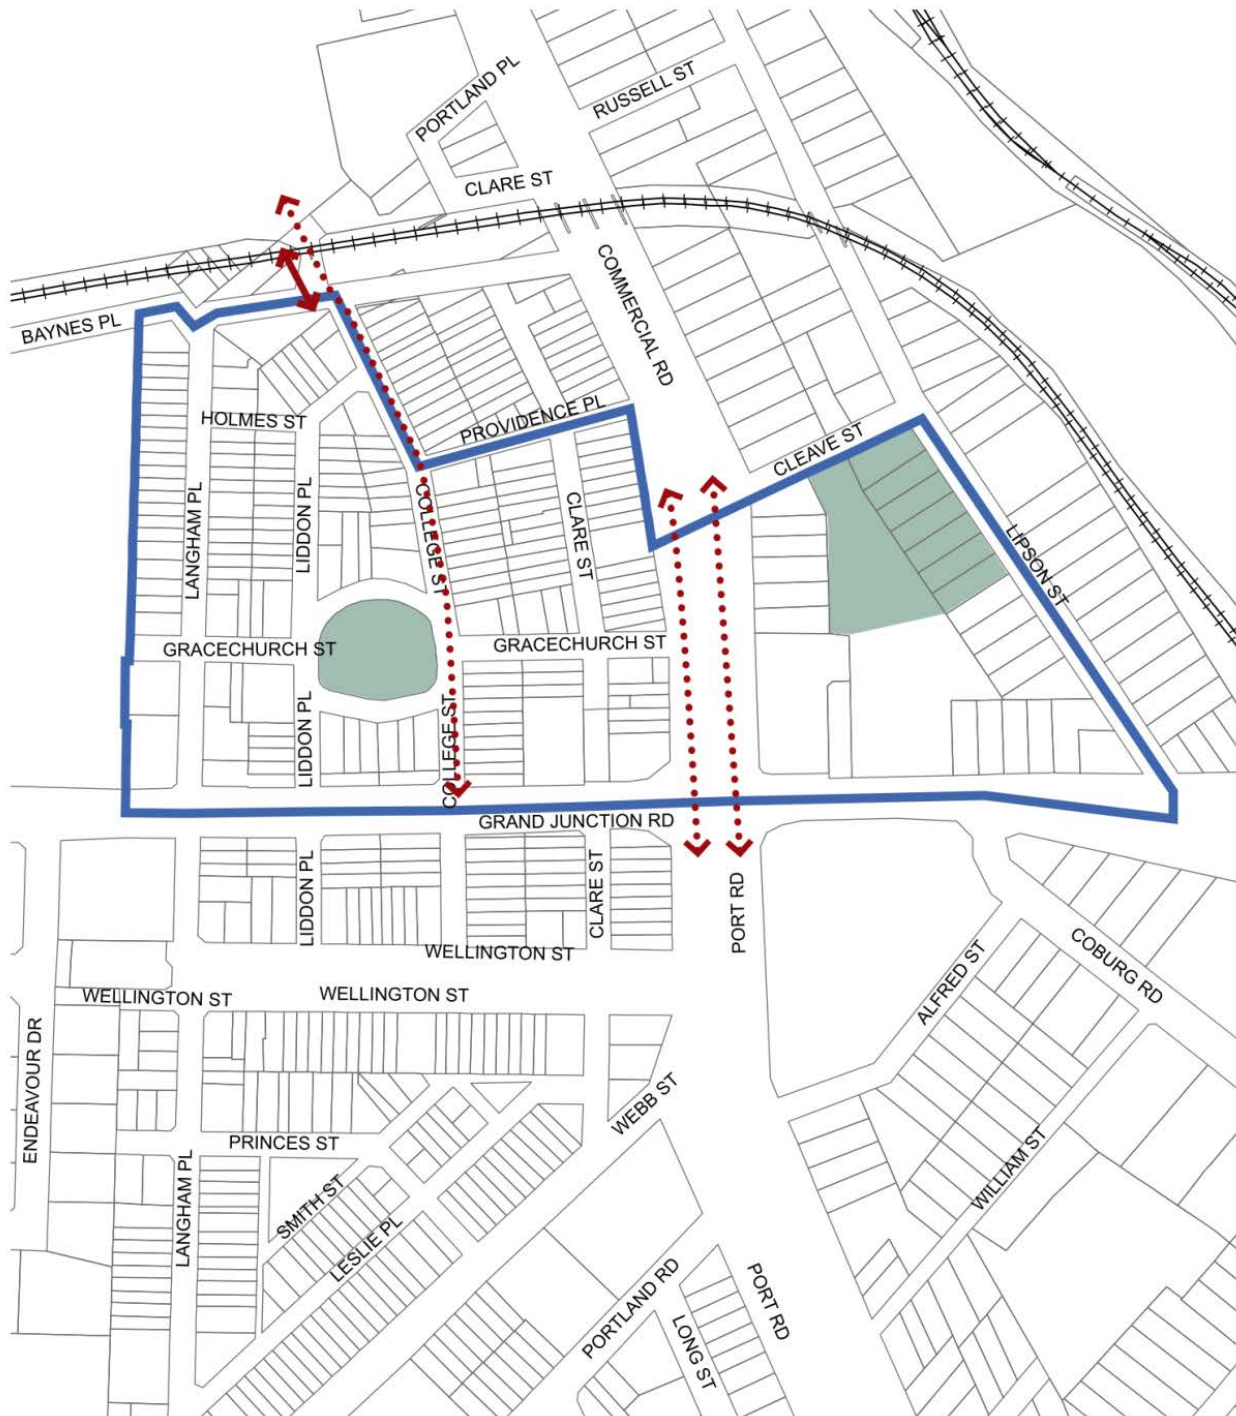 PORTLAND PL
RUSSELL ST
CLARE ST
COMMERCIAL RD
BAYNES PL
HOLMES ST
PROVIDENCE PL
CLEAVE ST
LANGHAM PL
LIDDON PL
COLLEGE ST
CLARE ST
LIPSON ST
GRACECHURCH ST
GRACECHURCH ST
LIDDON PL
COLLEGE ST
GRAND JUNCTION RD
LIDDON PL
CLARE ST
PORT RD
WELLINGTON ST
COBURG RD
ALFRED ST
WELLINGTON ST
WELLINGTON ST
ENDEAVOUR DR
WEBB ST
PRINCES ST
WILLIAM ST
LANGHAM PL
SMITH ST
LESLIE PL
PORTLAND RD
PORT RD
LONG ST